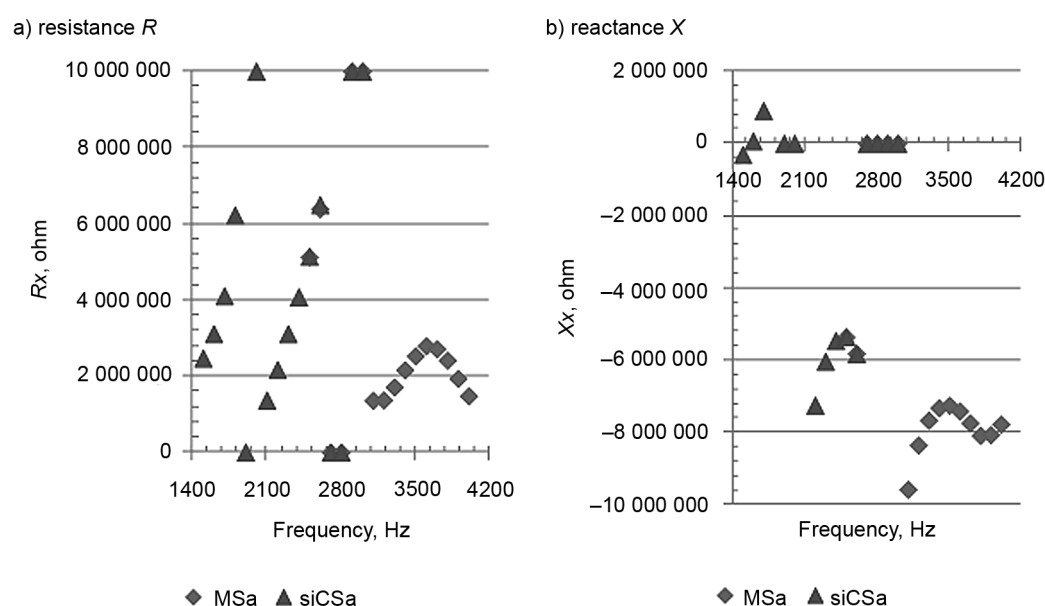 a) resistance R
b) reactance X
10 000 000
8 000 000
6 000 000
4 000 000
2 000 000
0
Rx, ohm
1400 2100 2800 3500 4200
Frequency, Hz
MSa siCSa
2 000 000
0
1400 2100 2800 3500 4200
–2 000 000
–4 000 000
–6 000 000
–8 000 000
–10 000 000
Xx, ohm
Frequency, Hz
MSa siCSa